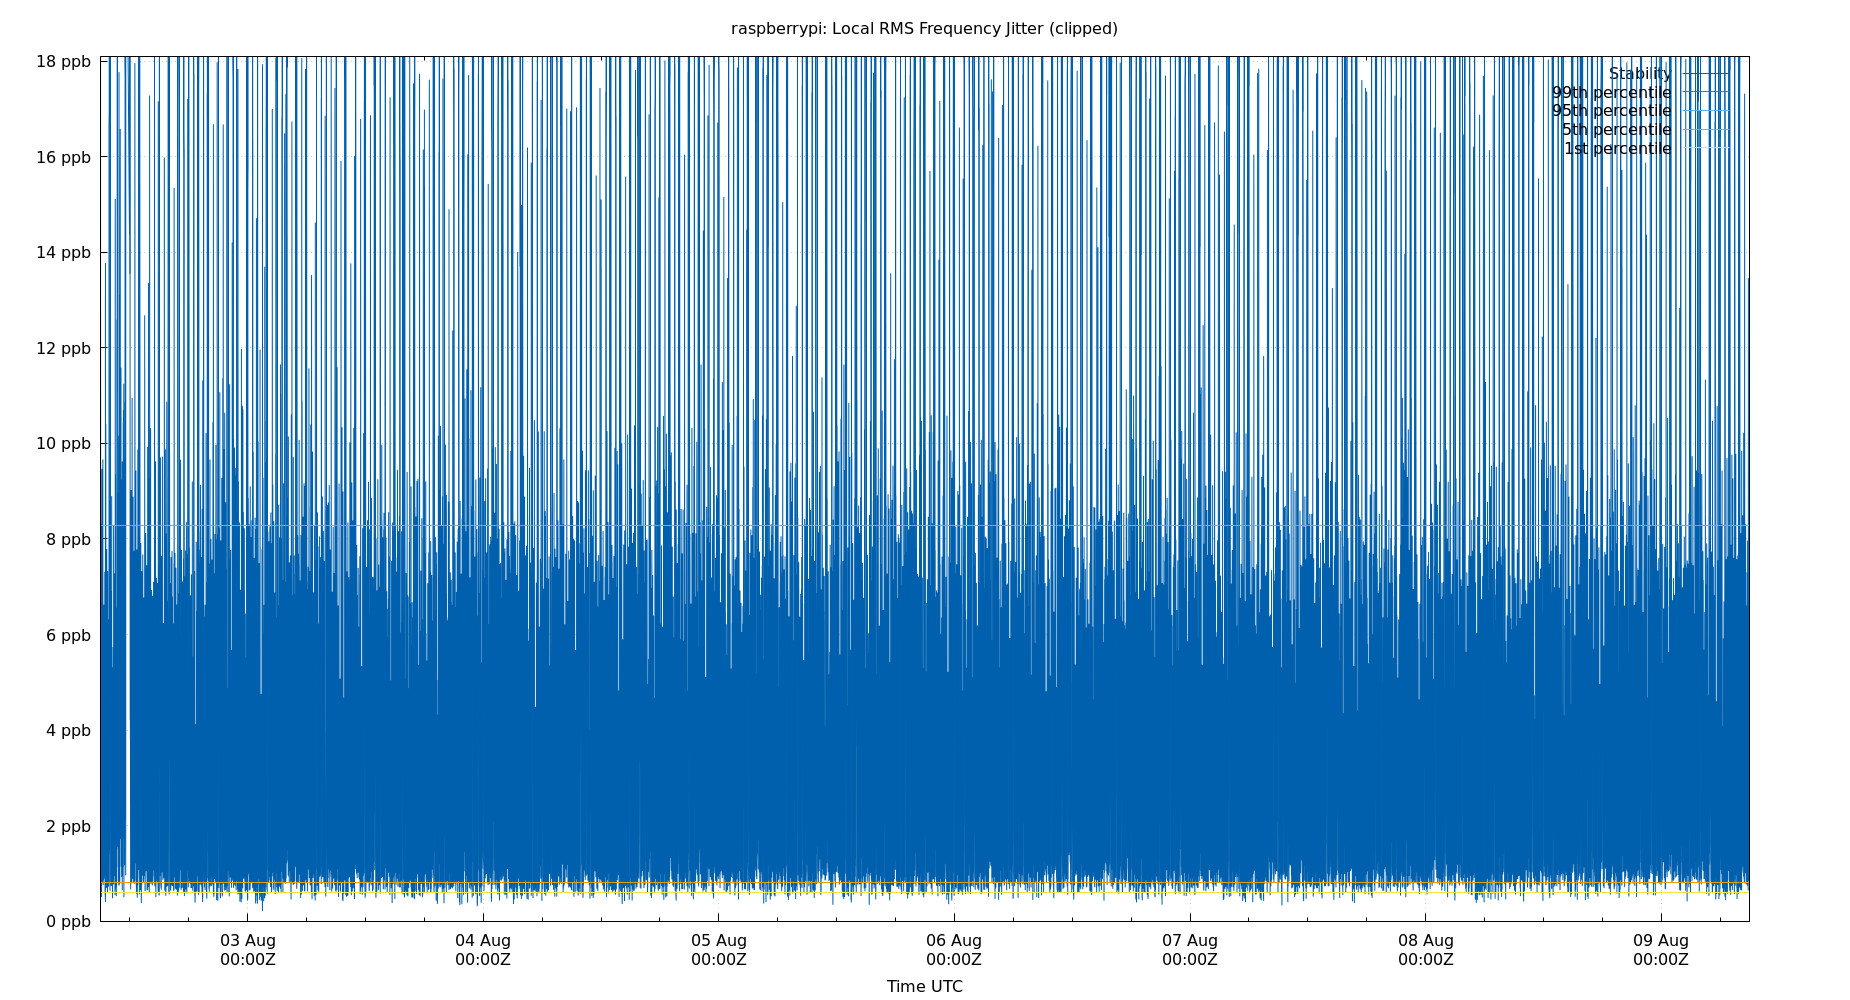 raspberrypi: Local RMS Frequency Jitter (clipped)
18 ppb
16 ppb
14 ppb
12 ppb
10 ppb
8 ppb
6 ppb
4 ppb
2 ppb
0 ppb
Stability
99th percentile
95th percentile
5th percentile
1st percentile
03 Aug
00:00Z
04 Aug
00:00Z
05 Aug
00:00Z
06 Aug
00:00Z
07 Aug
00:00Z
08 Aug
00:00Z
09 Aug
00:00Z
Time UTC